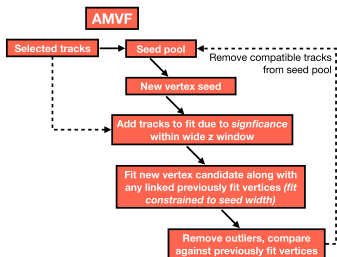 AMVF
Selected tracks
Seed pool
Remove compatible tracks
from seed pool
New vertex seed
Add tracks to fit due to signficance
within wide z window
Fit new vertex candidate along with
any linked previously fit vertices (fit
constrained to seed width)
Remove outliers, compare
against previously fit vertices